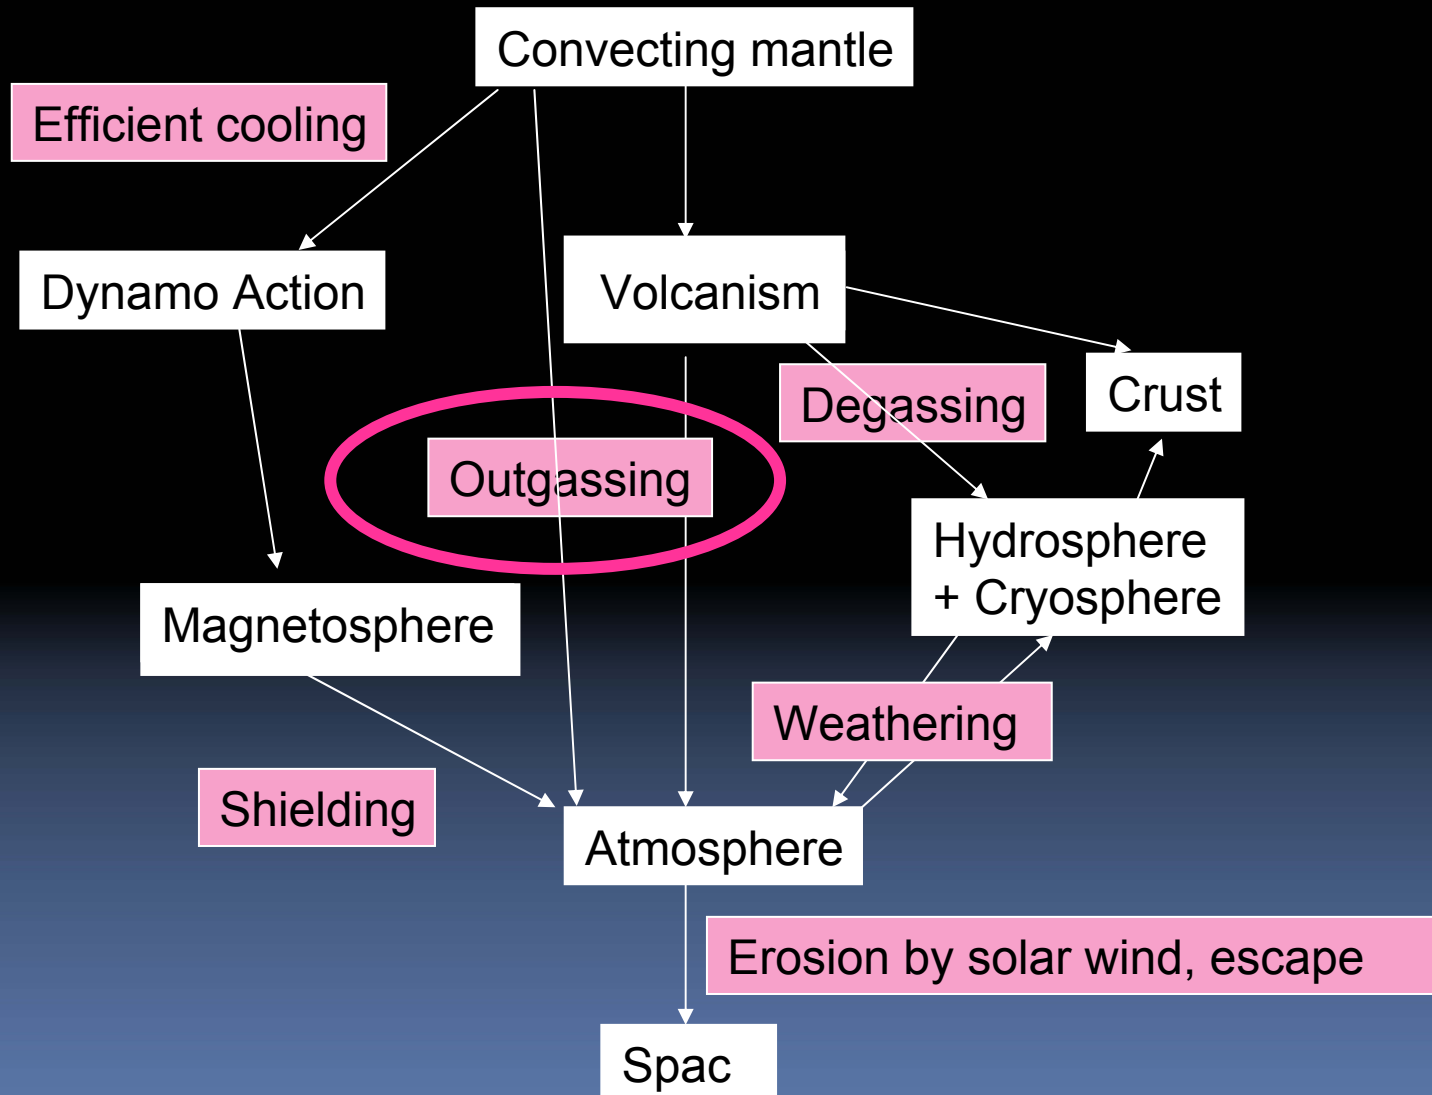 Convecting mantle
Efficient cooling
Dynamo Action
Volcanism
Degassing
Crust
Outgassing
Hydrosphere
+ Cryosphere
Magnetosphere
Weathering
Shielding
Atmosphere
Erosion by solar wind, escape
Spac